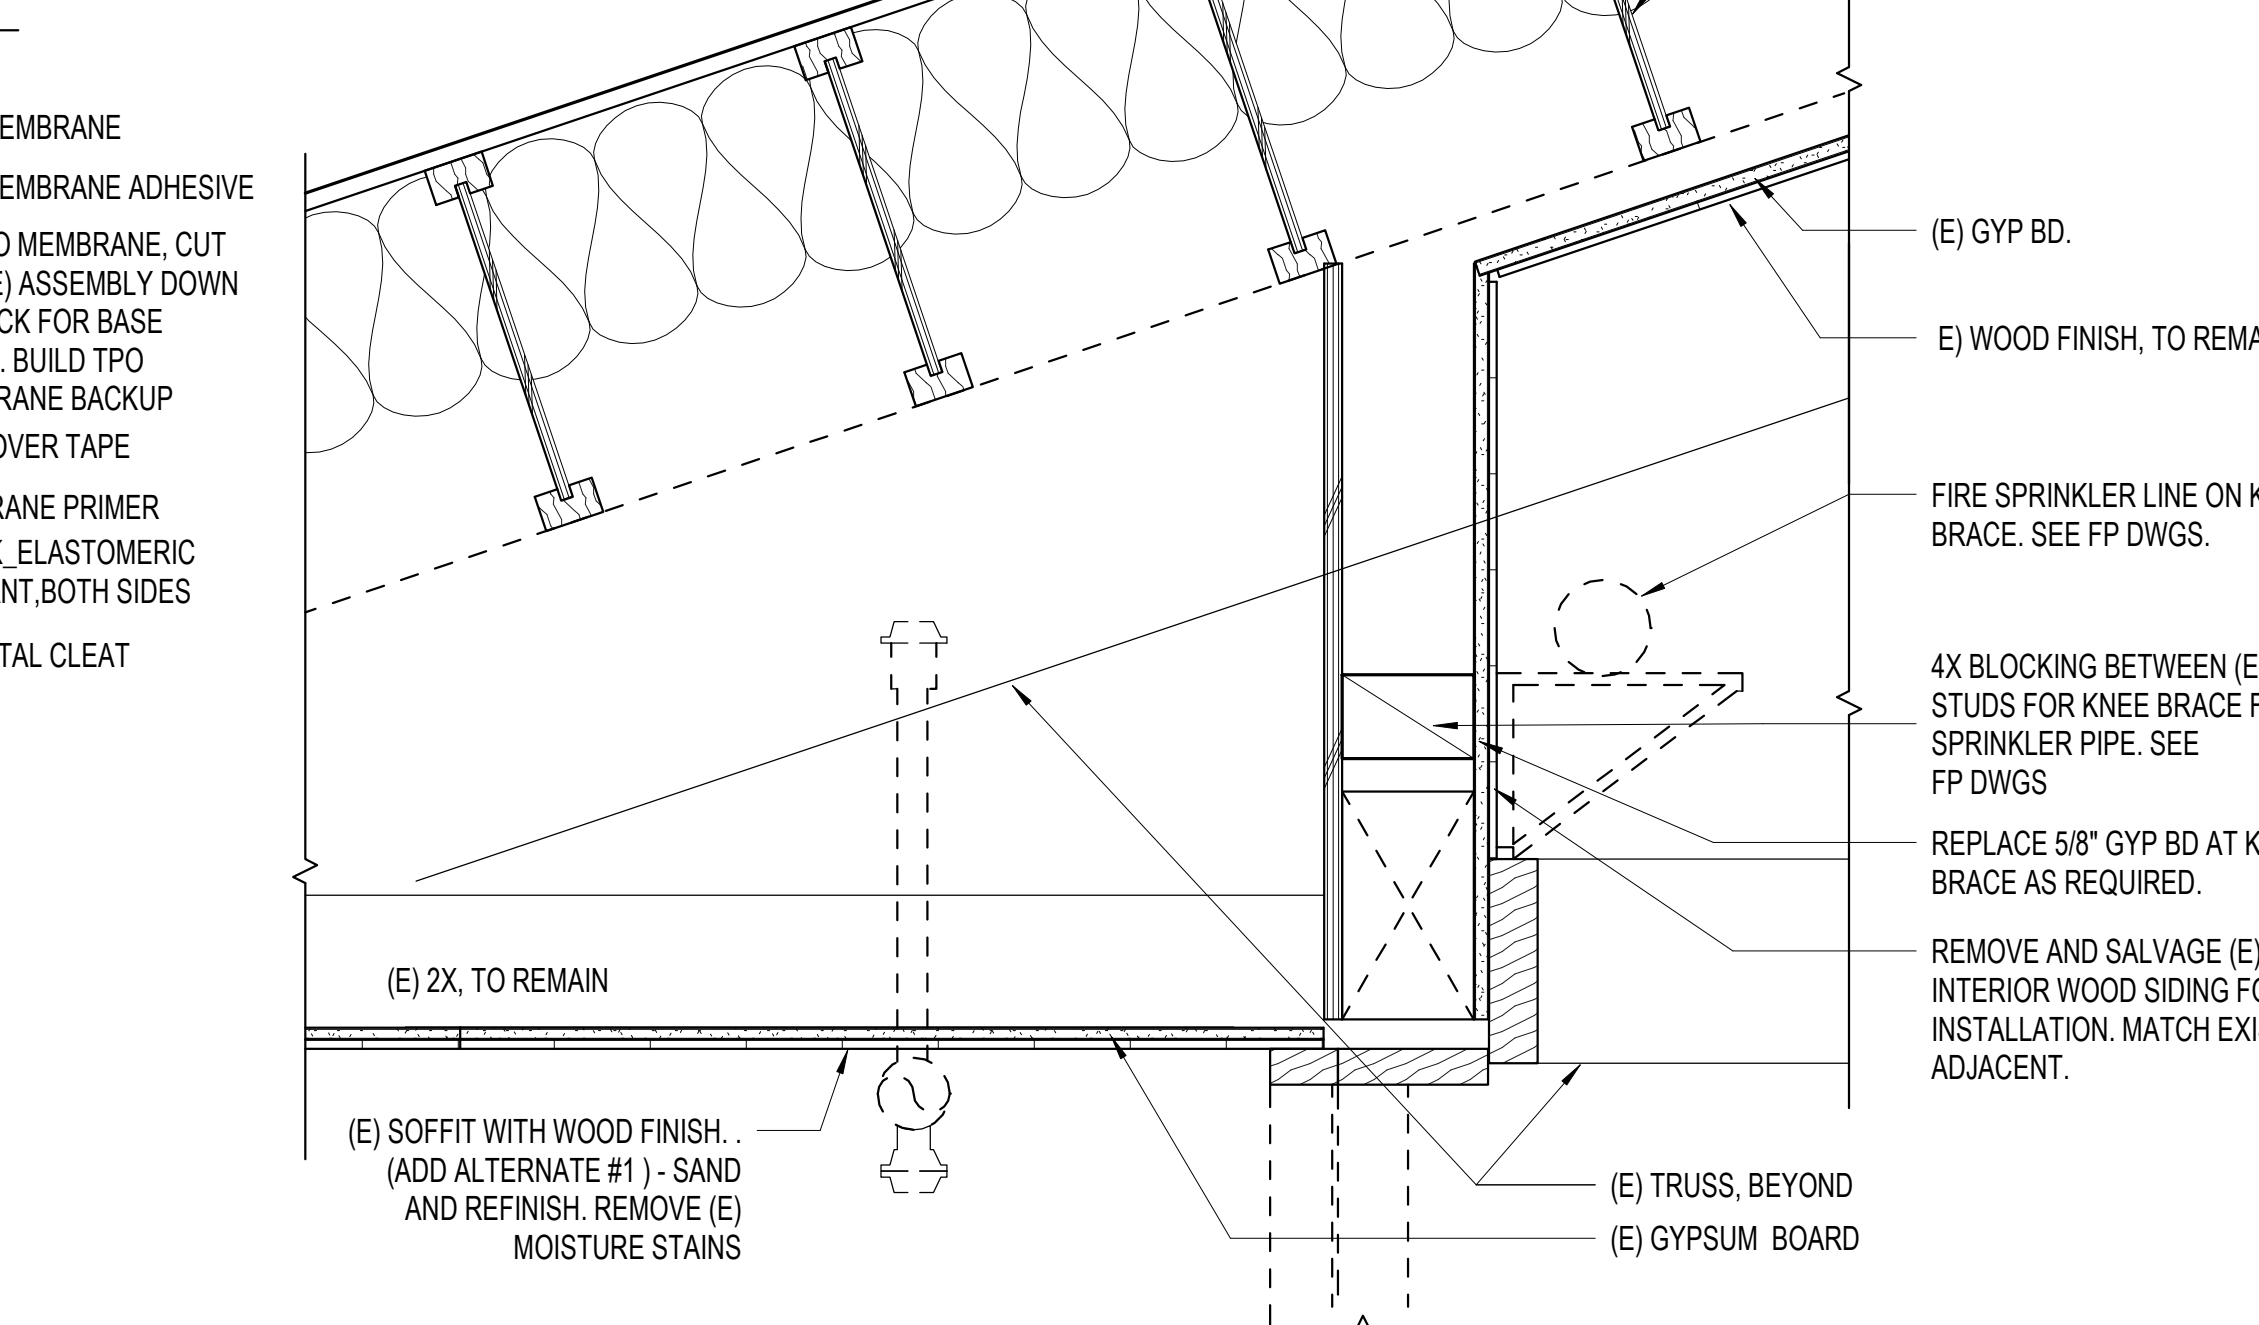 EMBRANE
EMBRANE ADHESIVE
O MEMBRANE, CUT
E) ASSEMBLY DOWN
CK FOR BASE
. BUILD TPO
RANE BACKUP
OVER TAPE
RANE PRIMER
K_ELASTOMERIC
ANT,BOTH SIDES
TAL CLEAT
(E) 2X, TO REMAIN
(E) SOFFIT WITH WOOD FINISH. .
(ADD ALTERNATE #1 ) - SAND
AND REFINISH. REMOVE (E)
MOISTURE STAINS
(E) GYP BD.
E) WOOD FINISH, TO REMA
FIRE SPRINKLER LINE ON K
BRACE. SEE FP DWGS.
4X BLOCKING BETWEEN (E
STUDS FOR KNEE BRACE F
SPRINKLER PIPE. SEE
FP DWGS
REPLACE 5/8" GYP BD AT K
BRACE AS REQUIRED.
REMOVE AND SALVAGE (E)
INTERIOR WOOD SIDING FO
INSTALLATION. MATCH EXI
ADJACENT.
(E) TRUSS, BEYOND
(E) GYPSUM BOARD